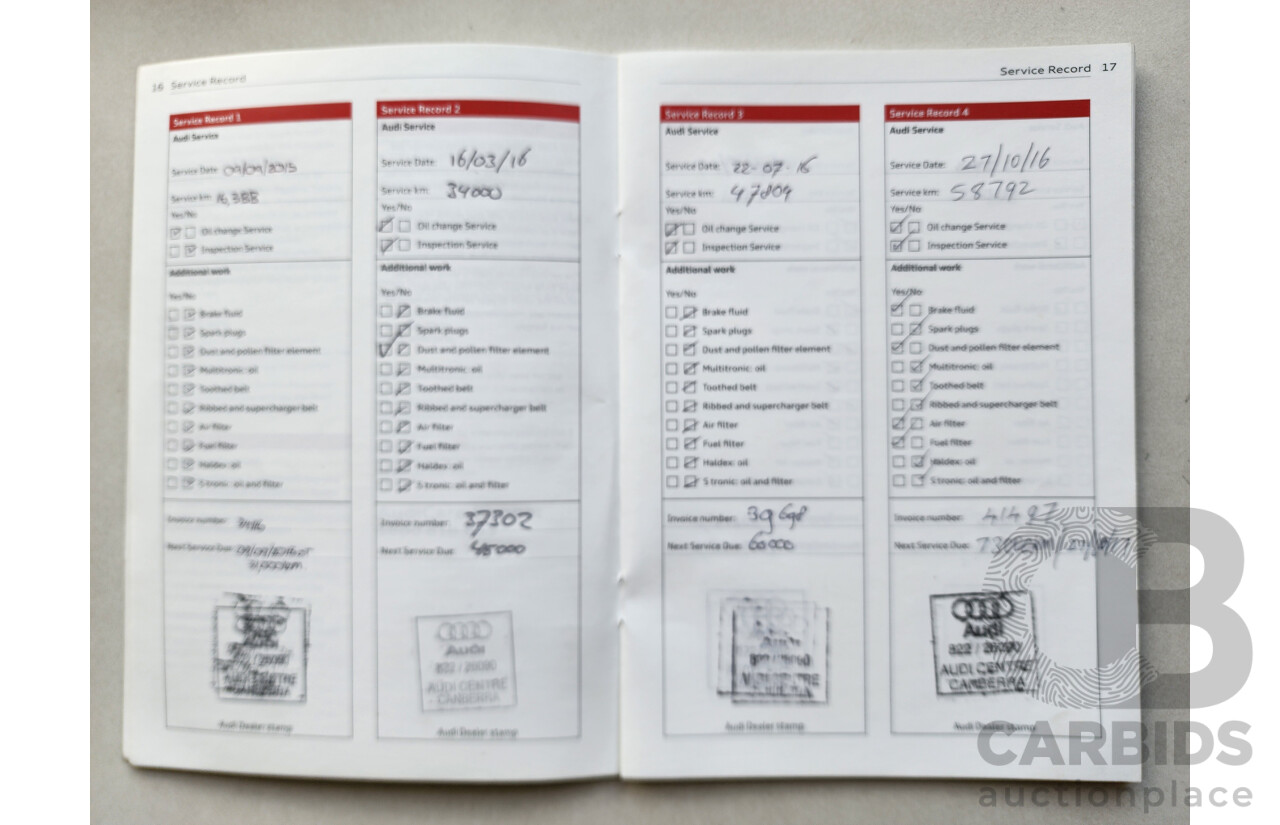 16 Service Record
Service Record 1
Audi Service
Service Date:
Service km: 16,388
Yes/No
Oil change Service
Inspection Service
Additional work
Yes/No
Brake fluid
Spark plugs
Dust and pollen filter element
Multitronic: oil
Toothed belt
Ribbed and supercharger belt
Air filter
Fuel filter
Haldex: oil
S tronic: oil and filter
Invoice number:
Next Service Due:
Audi Dealer stamp
Service Record 2
Audi Service
Service Date: 16/03/16
Service km: 34000
Yes/No
Oil change Service
Inspection Service
Additional work
Yes/No
Brake fluid
Spark plugs
Dust and pollen filter element
Multitronic: oil
Toothed belt
Ribbed and supercharger belt
Air filter
Fuel filter
Haldex: oil
S tronic: oil and filter
Invoice number: 37302
Next Service Due: 45000
Audi
822 / 26090
AUDI CENTRE
CANBERRA
Audi Dealer stamp
Service Record 17
Service Record 3
Audi Service
Service Date: 22-07-16
Service km: 47804
Yes/No
Oil change Service
Inspection Service
Additional work
Yes/No
Brake fluid
Spark plugs
Dust and pollen filter element
Multitronic: oil
Toothed belt
Ribbed and supercharger belt
Air filter
Fuel filter
Haldex: oil
S tronic: oil and filter
Invoice number: 39698
Next Service Due: 60000
Audi Dealer stamp
Service Record 4
Audi Service
Service Date: 27/10/16
Service km: 58792
Yes/No
Oil change Service
Inspection Service
Additional work
Yes/No
Brake fluid
Spark plugs
Dust and pollen filter element
Multitronic: oil
Toothed belt
Ribbed and supercharger belt
Air filter
Fuel filter
Haldex: oil
S tronic: oil and filter
Invoice number: 41427
Next Service Due:
Audi
822 / 26090
AUDI CENTRE
CANBERRA
Audi Dealer stamp
CARBIDS
auctionplace